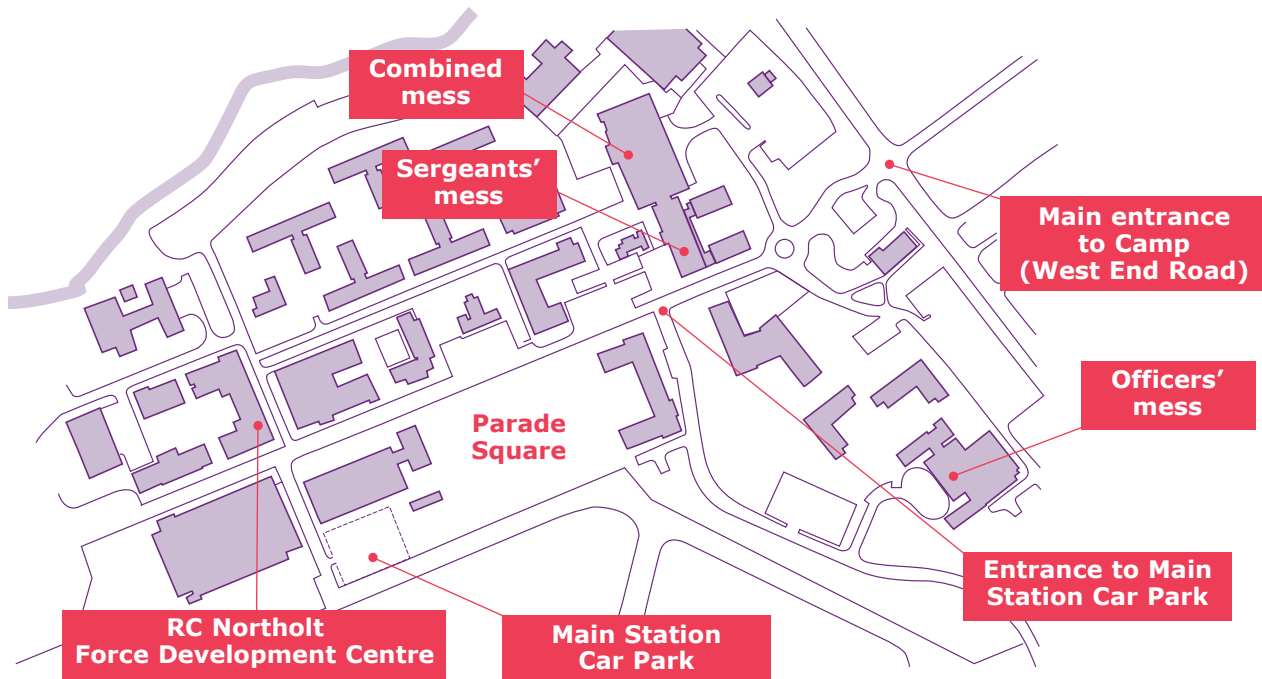 Combined
mess
Sergeants’
mess
Main entrance
to Camp
(West End Road)
Officers’
mess
Parade
Square
Entrance to Main
Station Car Park
RC Northolt
Force Development Centre
Main Station
Car Park